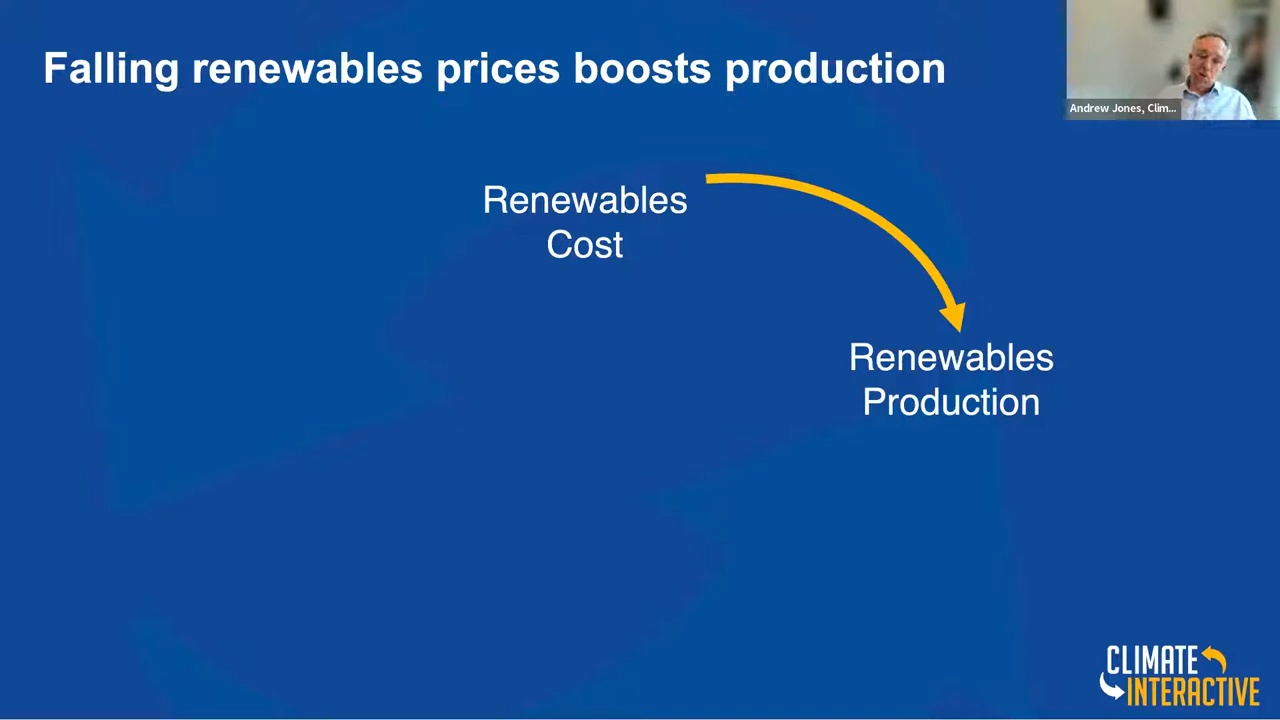 Falling renewables prices boosts production
Andrew Jones, Clim...
Renewables
Cost
Renewables
Production
CLIMATE
INTERACTIVE